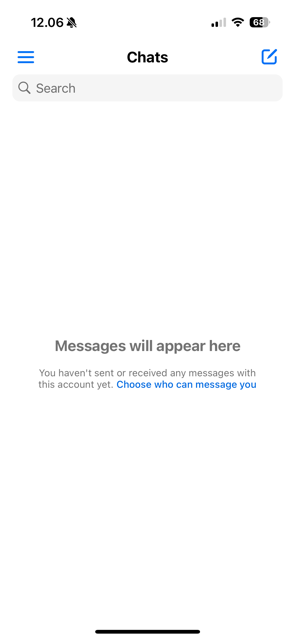 12.06
68
Chats
Search
Messages will appear here
You haven't sent or received any messages with
this account yet. Choose who can message you